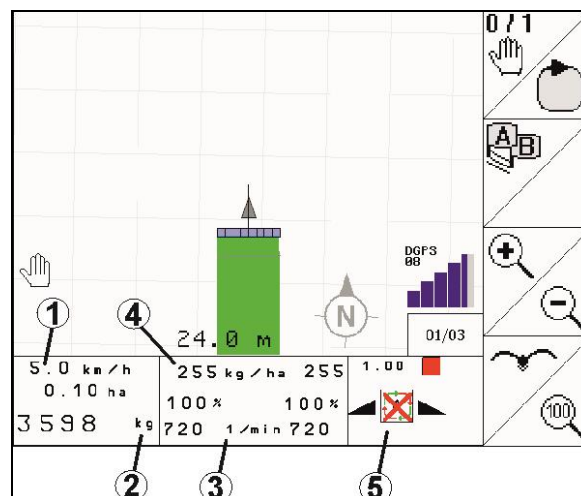 0/1
A B
DGPS
08
24.0 m
N
01/03
1 4
5.0 km/h
255 kg/ha 255
1.00
0.10 ha
100% 100%
3598 kg
720 1/min 720
100
2 3 5